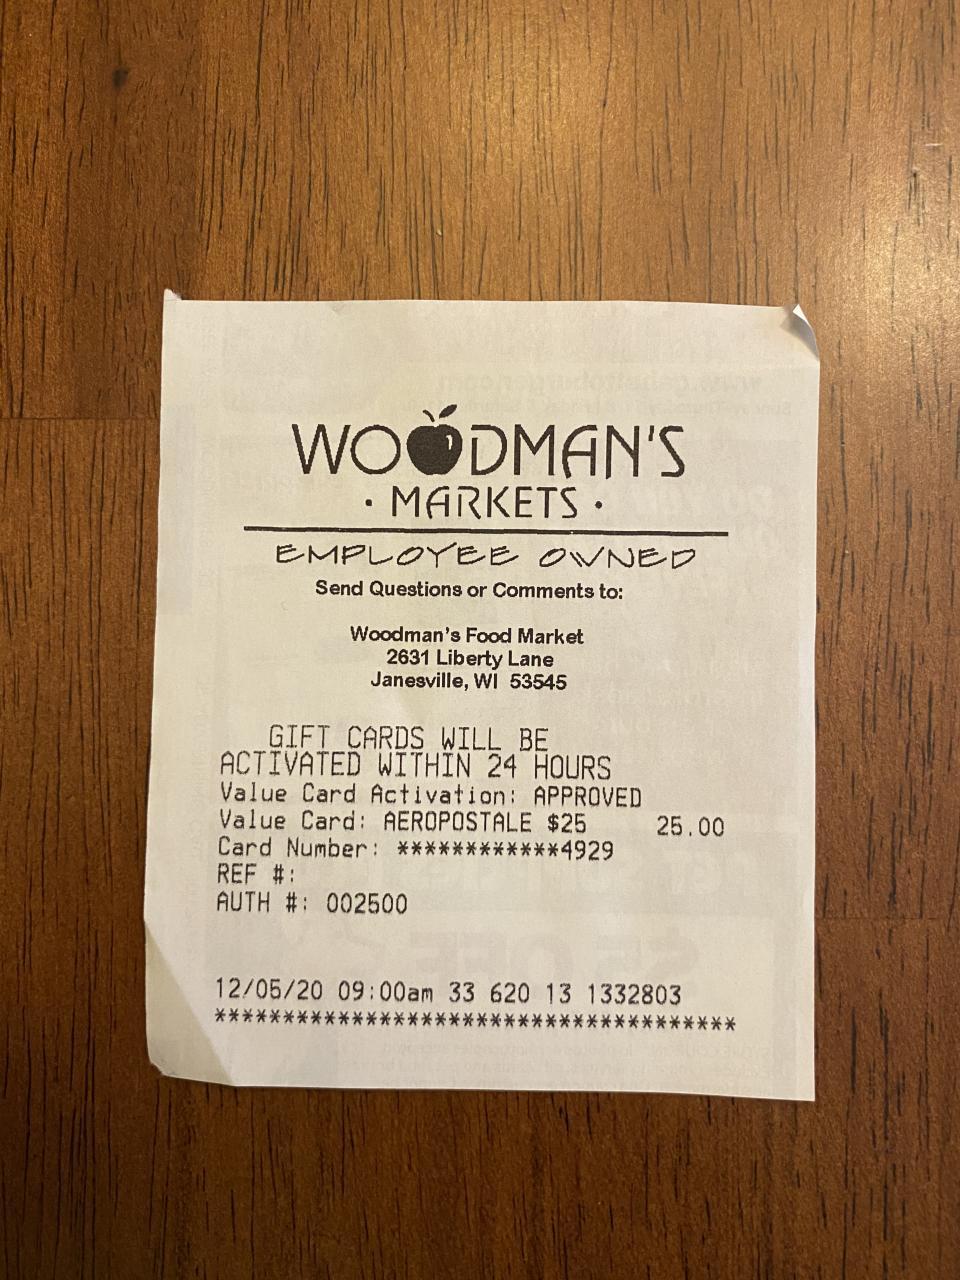 WOODMAN'S
• MARKETS •
EMPLOYEE OWNED
Send Questions or Comments to:
Woodman's Food Market
2631 Liberty Lane
Janesville, WI 53545
GIFT CARDS WILL BE
ACTIVATED WITHIN 24 HOURS
Value Card Activation: APPROVED
Value Card: AEROPOSTALE $25 25.00
Card Number: ************4929
REF #:
AUTH #: 002500
12/05/20 09:00am 33 620 13 1332803
**************************************